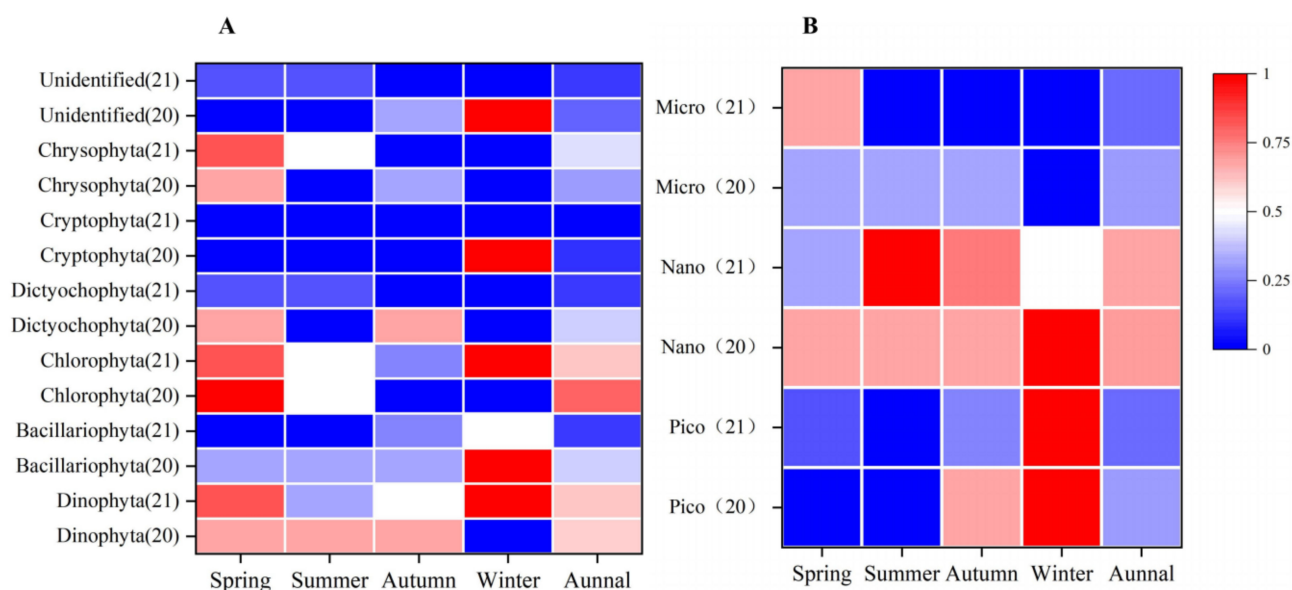 A
Unidentified(21)
Unidentified(20)
Chrysophyta(21)
Chrysophyta(20)
Cryptophyta(21)
Cryptophyta(20)
Dictyochophyta(21)
Dictyochophyta(20)
Chlorophyta(21)
Chlorophyta(20)
Bacillariophyta(21)
Bacillariophyta(20)
Dinophyta(21)
Dinophyta(20)
Spring Summer Autumn Winter Aunnal
B
Micro（21）
Micro（20）
Nano（21）
Nano（20）
Pico（21）
Pico（20）
Spring Summer Autumn Winter Aunnal
1
0.75
0.5
0.25
0